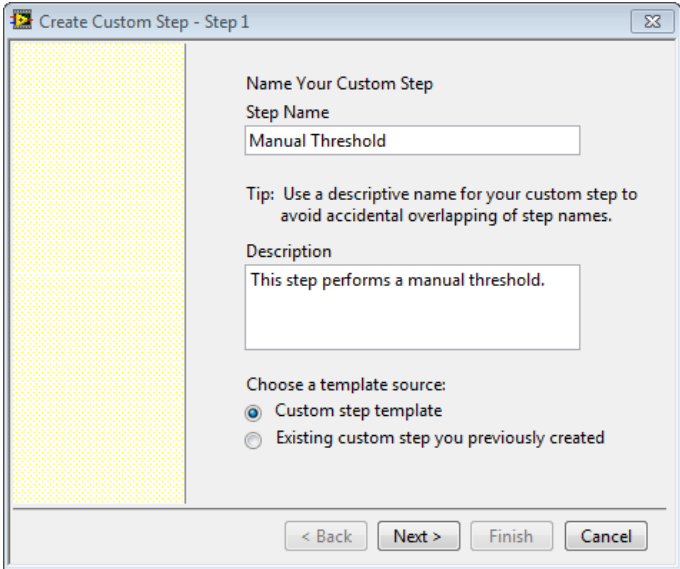 Create Custom Step - Step 1
Name Your Custom Step
Step Name
Manual Threshold
Tip: Use a descriptive name for your custom step to
avoid accidental overlapping of step names.
Description
This step performs a manual threshold.
Choose a template source:
Custom step template
Existing custom step you previously created
< Back Next > Finish Cancel